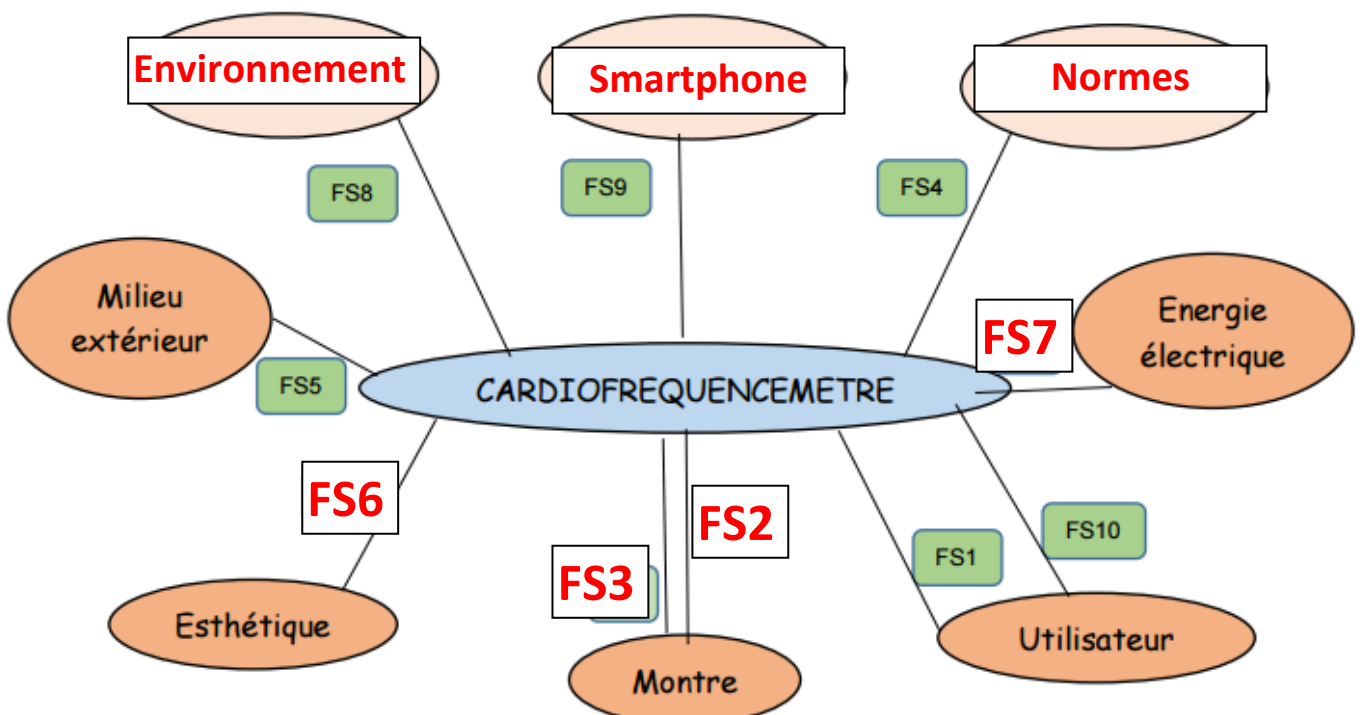 Environnement
Smartphone
Normes
FS8
FS9
FS4
Milieu
extérieur
Energie
électrique
FS7
FS5
CARDIOFREQUENCEMETRE
FS6
FS2
FS10
FS1
FS3
Esthétique
Utilisateur
Montre